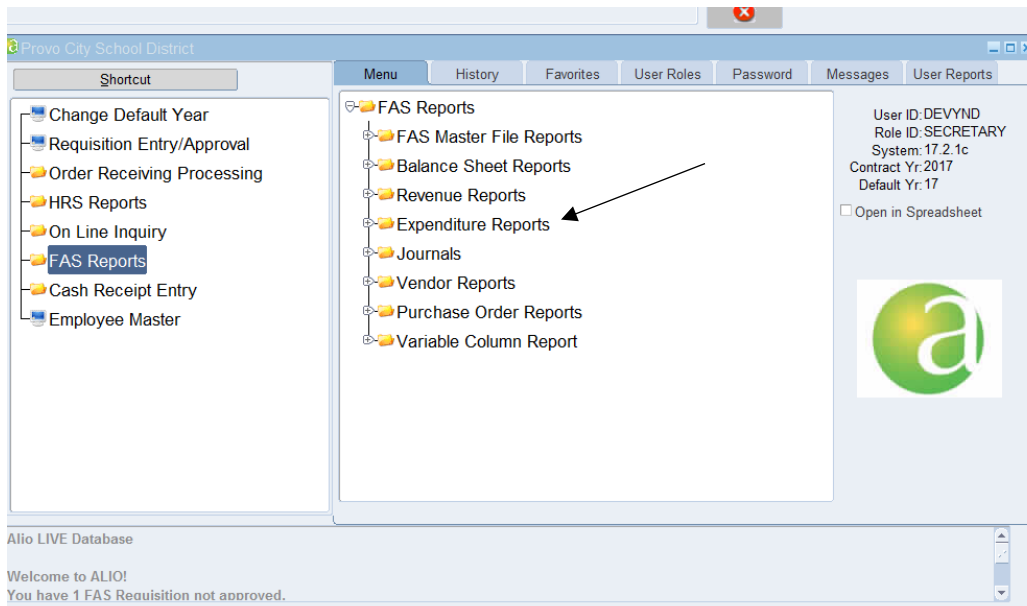 Provo City School District
Shortcut
Change Default Year
Requisition Entry/Approval
Order Receiving Processing
HRS Reports
On Line Inquiry
FAS Reports
Cash Receipt Entry
Employee Master
Menu History Favorites User Roles Password Messages User Reports
FAS Reports
FAS Master File Reports
Balance Sheet Reports
Revenue Reports
Expenditure Reports
Journals
Vendor Reports
Purchase Order Reports
Variable Column Report
User ID: DEVYND
Role ID: SECRETARY
System: 17.2.1c
Contract Yr: 2017
Default Yr: 17
Open in Spreadsheet
a
Alio LIVE Database
Welcome to ALIO!
You have 1 FAS Requisition not approved.